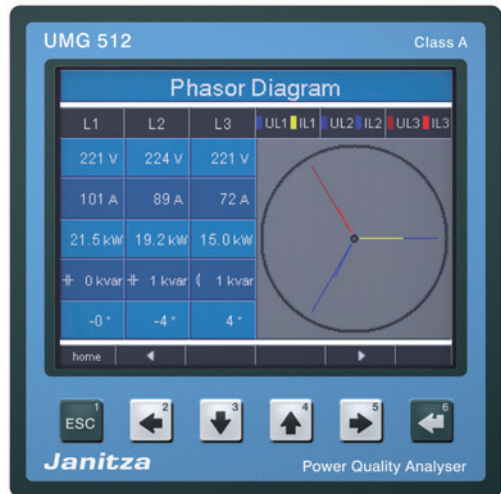 UMG 512 Class A
Phasor Diagram
L1 L2 L3 UL1 IL1 UL2 IL2 UL3 IL3
221 V 224 V 221 V
101 A 89 A 72 A
21.5 kW 19.2 kW 15.0 kW
0 kvar 1 kvar 1 kvar
-0 ° -4 ° 4 °
home
ESC 1 2 3 4 5 6
Janitza Power Quality Analyser